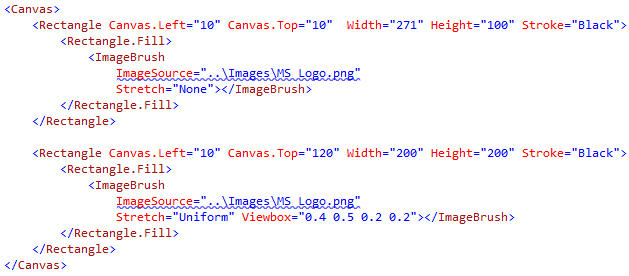 <Canvas>
    <Rectangle Canvas.Left="10" Canvas.Top="10"  Width="271" Height="100" Stroke="Black">
        <Rectangle.Fill>
            <ImageBrush
                ImageSource="..\Images\MS_Logo.png"
                Stretch="None"></ImageBrush>
        </Rectangle.Fill>
    </Rectangle>

    <Rectangle Canvas.Left="10" Canvas.Top="120" Width="200" Height="200" Stroke="Black">
        <Rectangle.Fill>
            <ImageBrush
                ImageSource="..\Images\MS_Logo.png"
                Stretch="Uniform" Viewbox="0.4 0.5 0.2 0.2"></ImageBrush>
        </Rectangle.Fill>
    </Rectangle>
</Canvas>